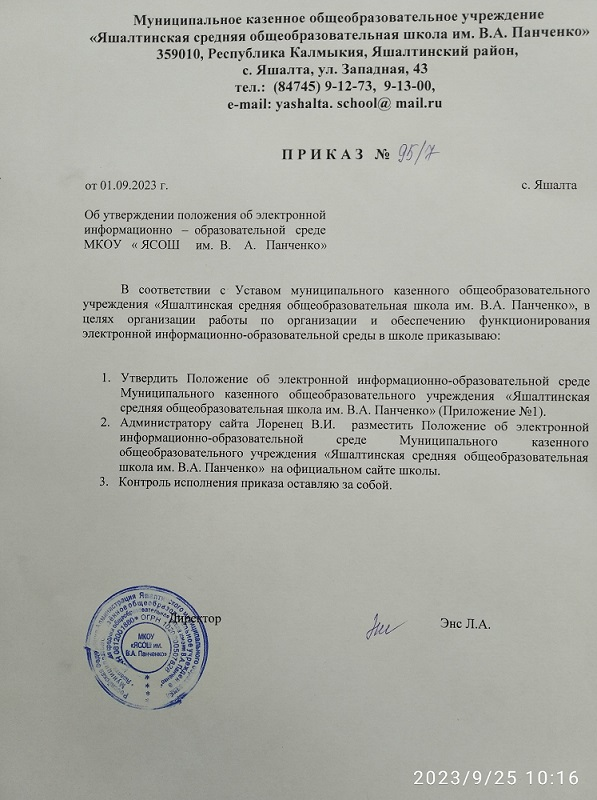 Муниципальное казенное общеобразовательное учреждение
«Яшалтинская средняя общеобразовательная школа им. В.А. Панченко»
359010, Республика Калмыкия, Яшалтинский район,
с. Яшалта, ул. Западная, 43
тел.: (84745) 9-12-73, 9-13-00,
e-mail: yashalta. school@ mail.ru
ПРИКАЗ № 95/7
от 01.09.2023 г. с. Яшалта
Об утверждении положения об электронной
информационно – образовательной среде
МКОУ « ЯСОШ им. В. А. Панченко»
В соответствии с Уставом муниципального казенного общеобразовательного
учреждения «Яшалтинская средняя общеобразовательная школа им. В.А. Панченко», в
целях организации работы по организации и обеспечению функционирования
электронной информационно-образовательной среды в школе приказываю:
1. Утвердить Положение об электронной информационно-образовательной среде
Муниципального казенного общеобразовательного учреждения «Яшалтинская
средняя общеобразовательная школа им. В.А. Панченко» (Приложение №1).
2. Администратору сайта Лоренец В.И. разместить Положение об электронной
информационно-образовательной среде Муниципального казенного
общеобразовательного учреждения «Яшалтинская средняя общеобразовательная
школа им. В.А. Панченко» на официальном сайте школы.
3. Контроль исполнения приказа оставляю за собой.
Директор Энс Л.А.
МКОУ
«ЯСОШ им.
В.А. Панченко»
2023/9/25 10:16